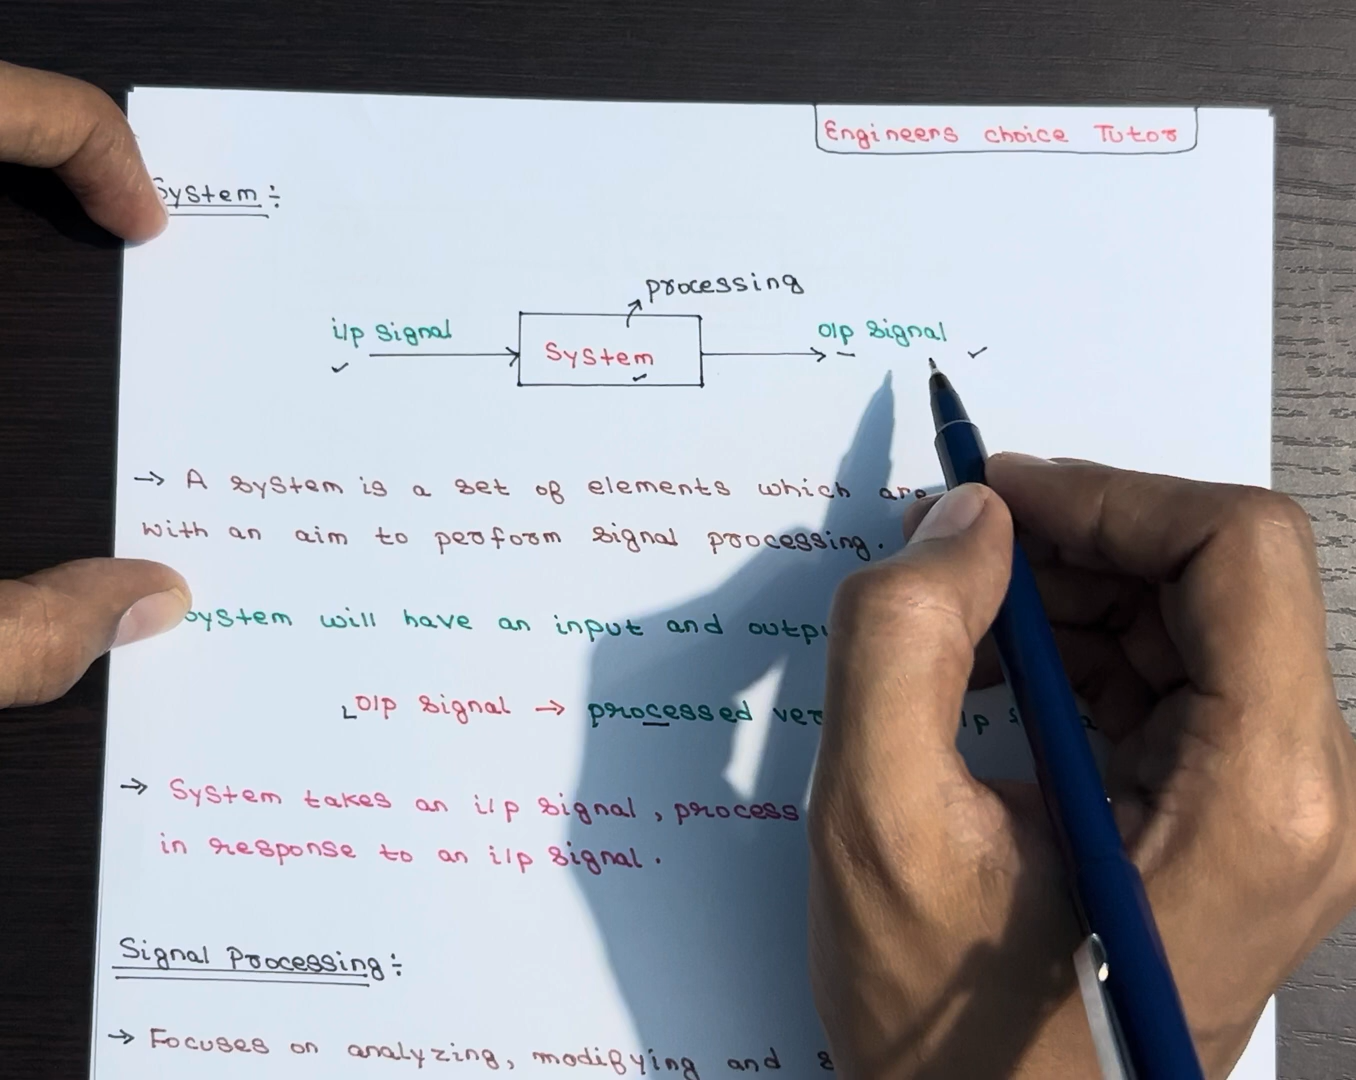 Engineers choice Tutor
System :
processing
i/p signal
o/p signal
System
→ A system is a set of elements which are
with an aim to perform signal processing.
System will have an input and
o/p signal → processed
→ System takes an i/p signal, process
in response to an i/p signal.
Signal Processing :
→ Focuses on analyzing, modifying and